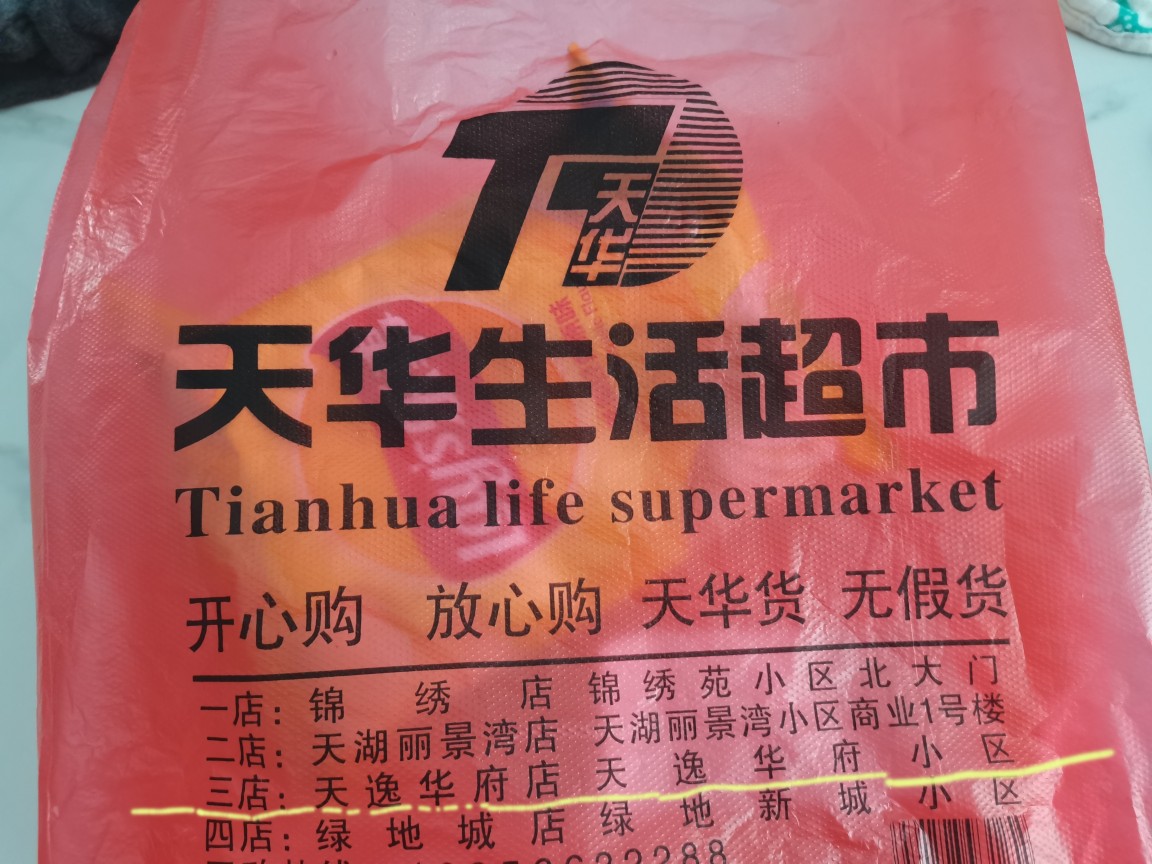 天华
天华生活超市
Tianhua life supermarket
开心购 放心购 天华货 无假货
一店：锦绣店 锦绣苑小区北大门
二店：天湖丽景湾店 天湖丽景湾小区商业1号楼
三店：天逸华府店 天逸华府小区
四店：绿地城店 绿地新城小区